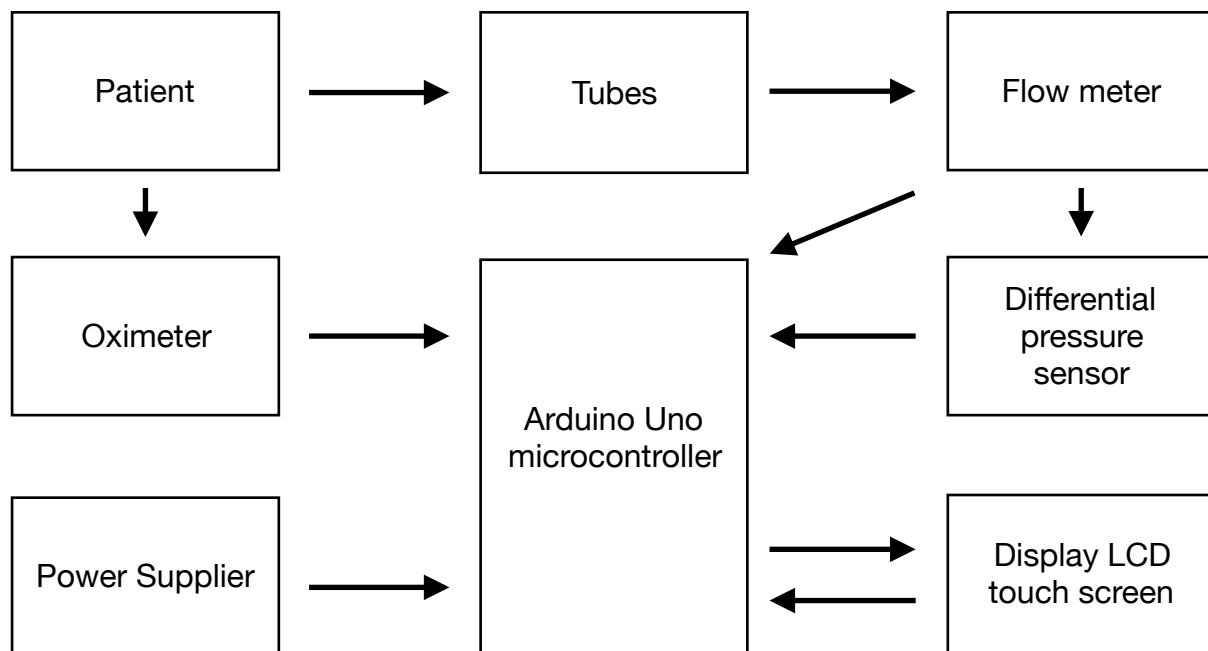 Patient
Tubes
Flow meter
Oximeter
Arduino Uno
microcontroller
Differential
pressure
sensor
Power Supplier
Display LCD
touch screen